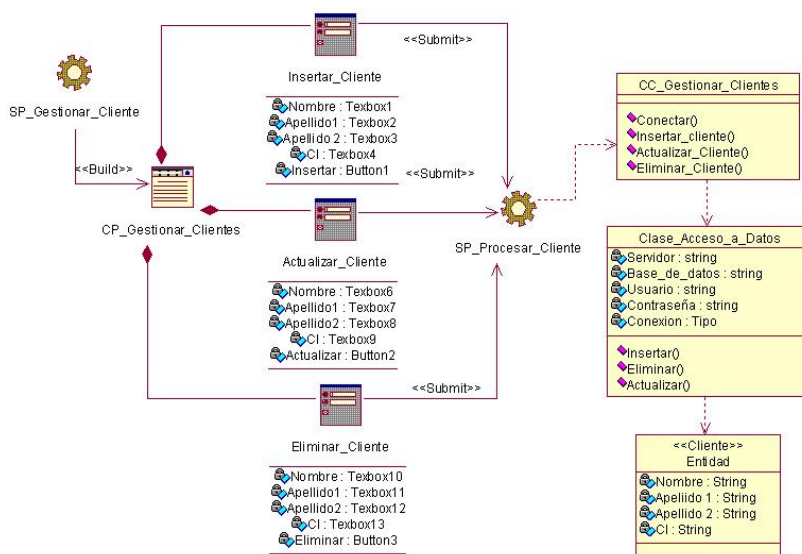 SP_Gestionar_Cliente
<<Build>>
CP_Gestionar_Clientes
<<Submit>>
Insertar_Cliente
Nombre : Texbox1
Apellido1 : Texbox2
Apellido 2 : Texbox3
CI : Texbox4
Insertar : Button1
<<Submit>>
Actualizar_Cliente
Nombre : Texbox6
Apellido1 : Texbox7
Apellido2 : Texbox8
CI : Texbox9
Actualizar : Button2
<<Submit>>
Eliminar_Cliente
Nombre : Texbox10
Apellido1 : Texbox11
Apellido2 : Texbox12
CI : Texbox13
Eliminar : Button3
SP_Procesar_Cliente
CC_Gestionar_Clientes
Conectar()
Insertar_cliente()
Actualizar_Cliente()
Eliminar_Cliente()
Clase_Acceso_a_Datos
Servidor : string
Base_de_datos : string
Usuario : string
Contraseña : string
Conexion : Tipo
Insertar()
Eliminar()
Actualizar()
<<Cliente>>
Entidad
Nombre : String
Apeliido 1 : String
Apellido 2 : String
CI : String